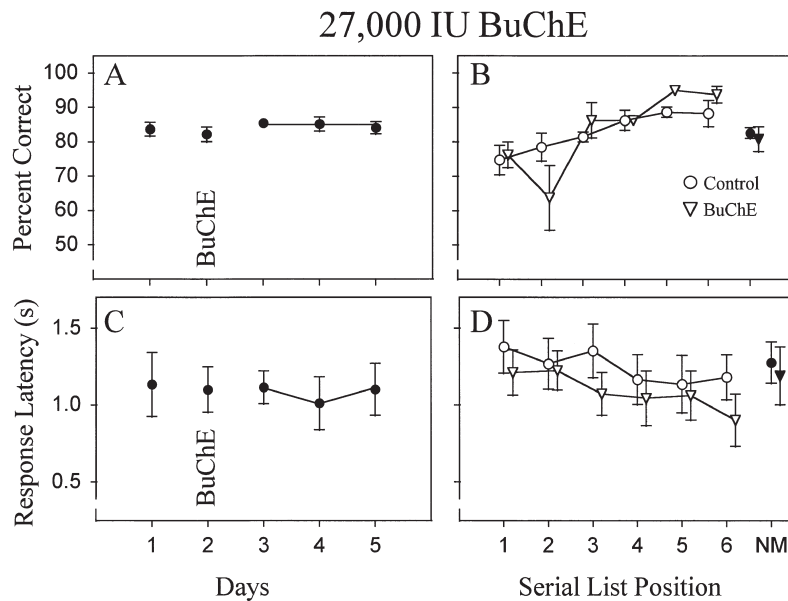 27,000 IU BuChE
A
B
Percent Correct
100
90
80
70
60
50
BuChE
Control
BuChE
C
D
Response Latency (s)
1.5
1.0
0.5
BuChE
1 2 3 4 5
1 2 3 4 5 6 NM
Days
Serial List Position